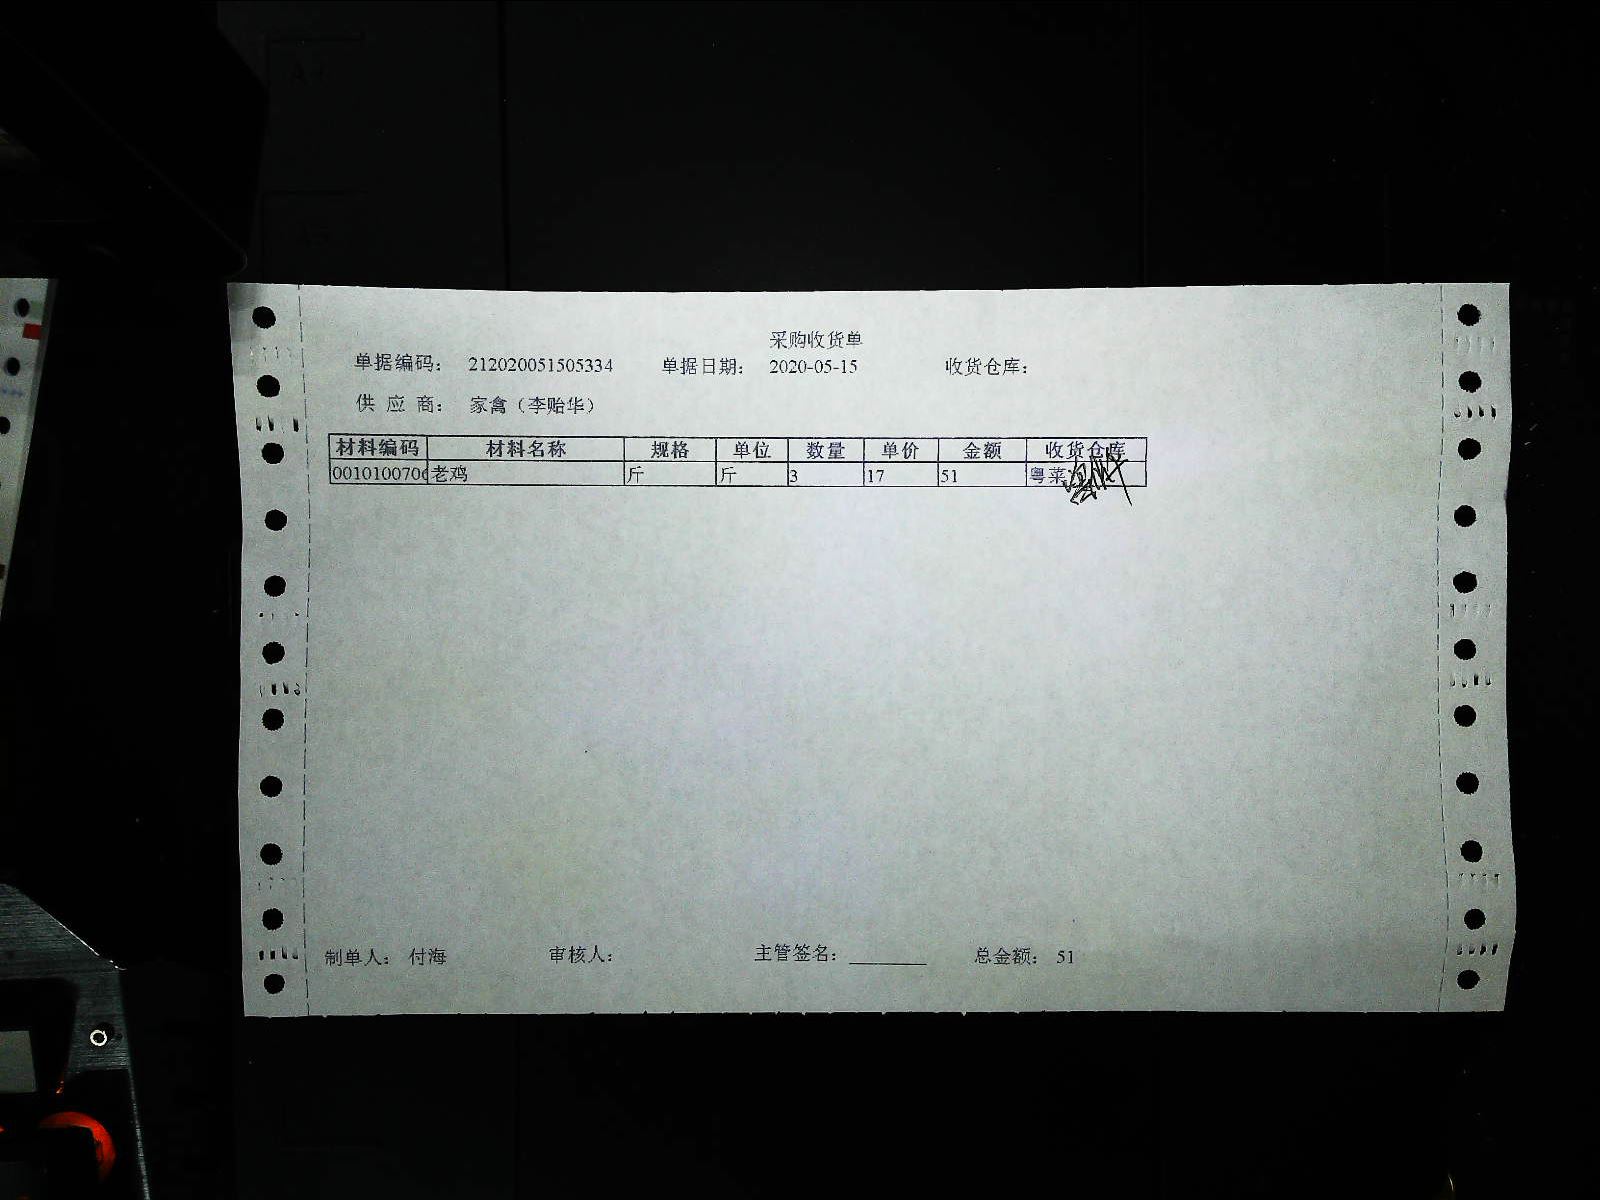 采购收货单
单据编码： 212020051505334 单据日期： 2020-05-15 收货仓库：
供 应 商： 家禽（李贻华）
材料编码 材料名称 规格 单位 数量 单价 金额 收货仓库
001010070 老鸡 斤 斤 3 17 51 粤菜
制单人： 付海 审核人： 主管签名： ________ 总金额： 51